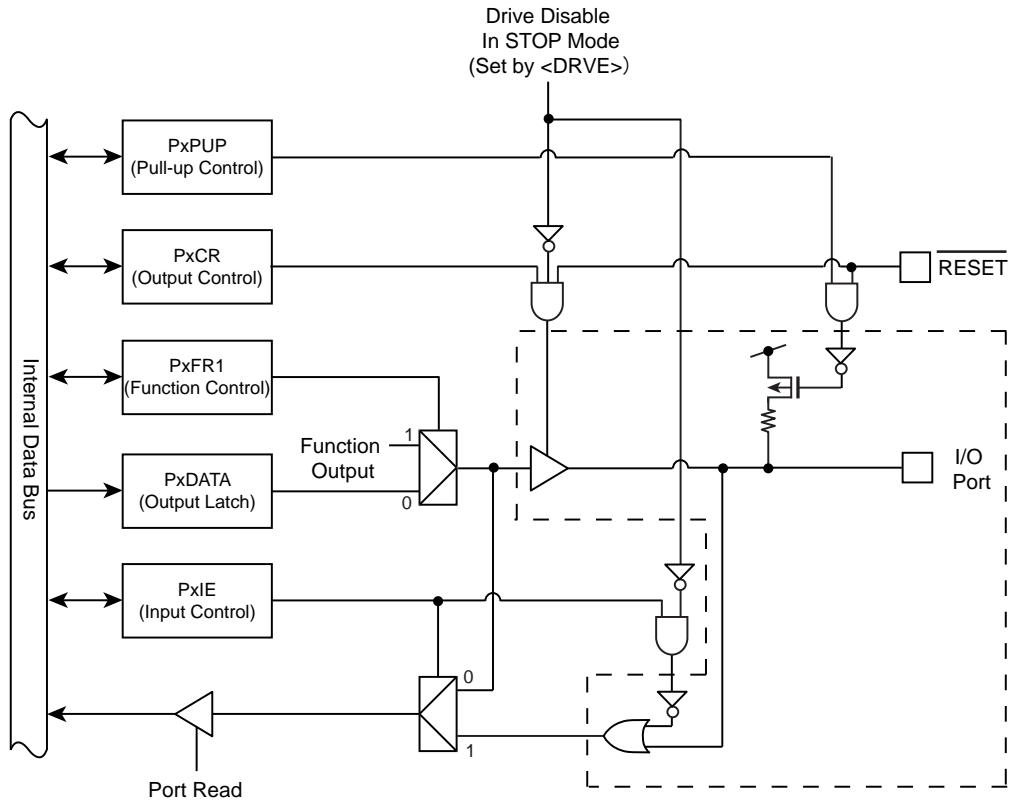 Drive Disable
In STOP Mode
(Set by <DRVE>)
PxPUP
(Pull-up Control)
PxCR
(Output Control)
RESET
PxFR1
(Function Control)
Internal Data Bus
1
Function
Output
0
PxDATA
(Output Latch)
I/O
Port
PxIE
(Input Control)
0
1
Port Read